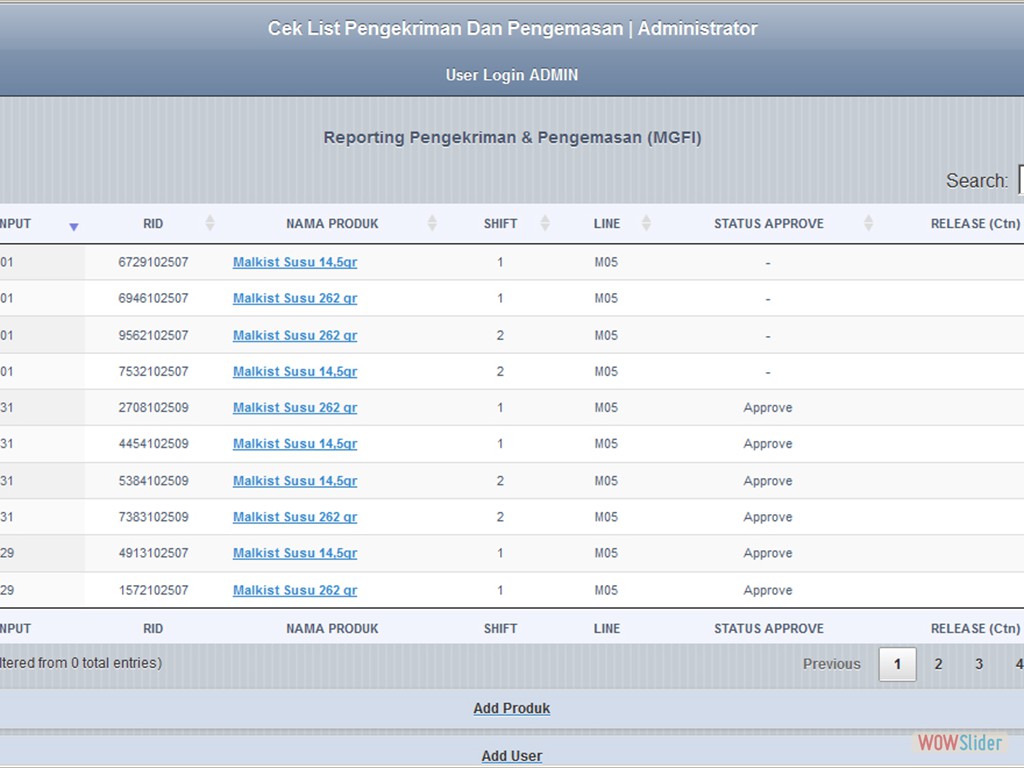 Cek List Pengekriman Dan Pengemasan | Administrator
User Login ADMIN
Reporting Pengekriman & Pengemasan (MGFI)
Search:
NPUT RID NAMA PRODUK SHIFT LINE STATUS APPROVE RELEASE (Ctn)
01 6729102507 Malkist Susu 14,5gr 1 M05 -
01 6946102507 Malkist Susu 262 gr 1 M05 -
01 9562102507 Malkist Susu 262 gr 2 M05 -
01 7532102507 Malkist Susu 14,5gr 2 M05 -
31 2708102509 Malkist Susu 262 gr 1 M05 Approve
31 4454102509 Malkist Susu 14,5gr 1 M05 Approve
31 5384102509 Malkist Susu 14,5gr 2 M05 Approve
31 7383102509 Malkist Susu 262 gr 2 M05 Approve
29 4913102507 Malkist Susu 14,5gr 1 M05 Approve
29 1572102507 Malkist Susu 262 gr 1 M05 Approve
NPUT RID NAMA PRODUK SHIFT LINE STATUS APPROVE RELEASE (Ctn)
ltered from 0 total entries) Previous 1 2 3 4
Add Produk
Add User
WOWSlider